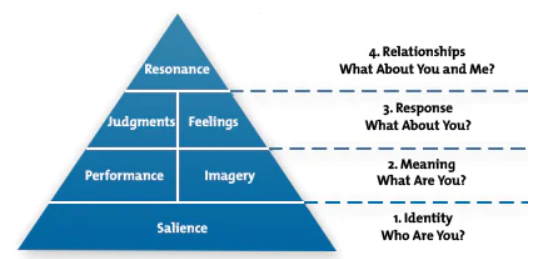 Resonance
4. Relationships
What About You and Me?
Judgments
Feelings
3. Response
What About You?
Performance
Imagery
2. Meaning
What Are You?
Salience
1. Identity
Who Are You?